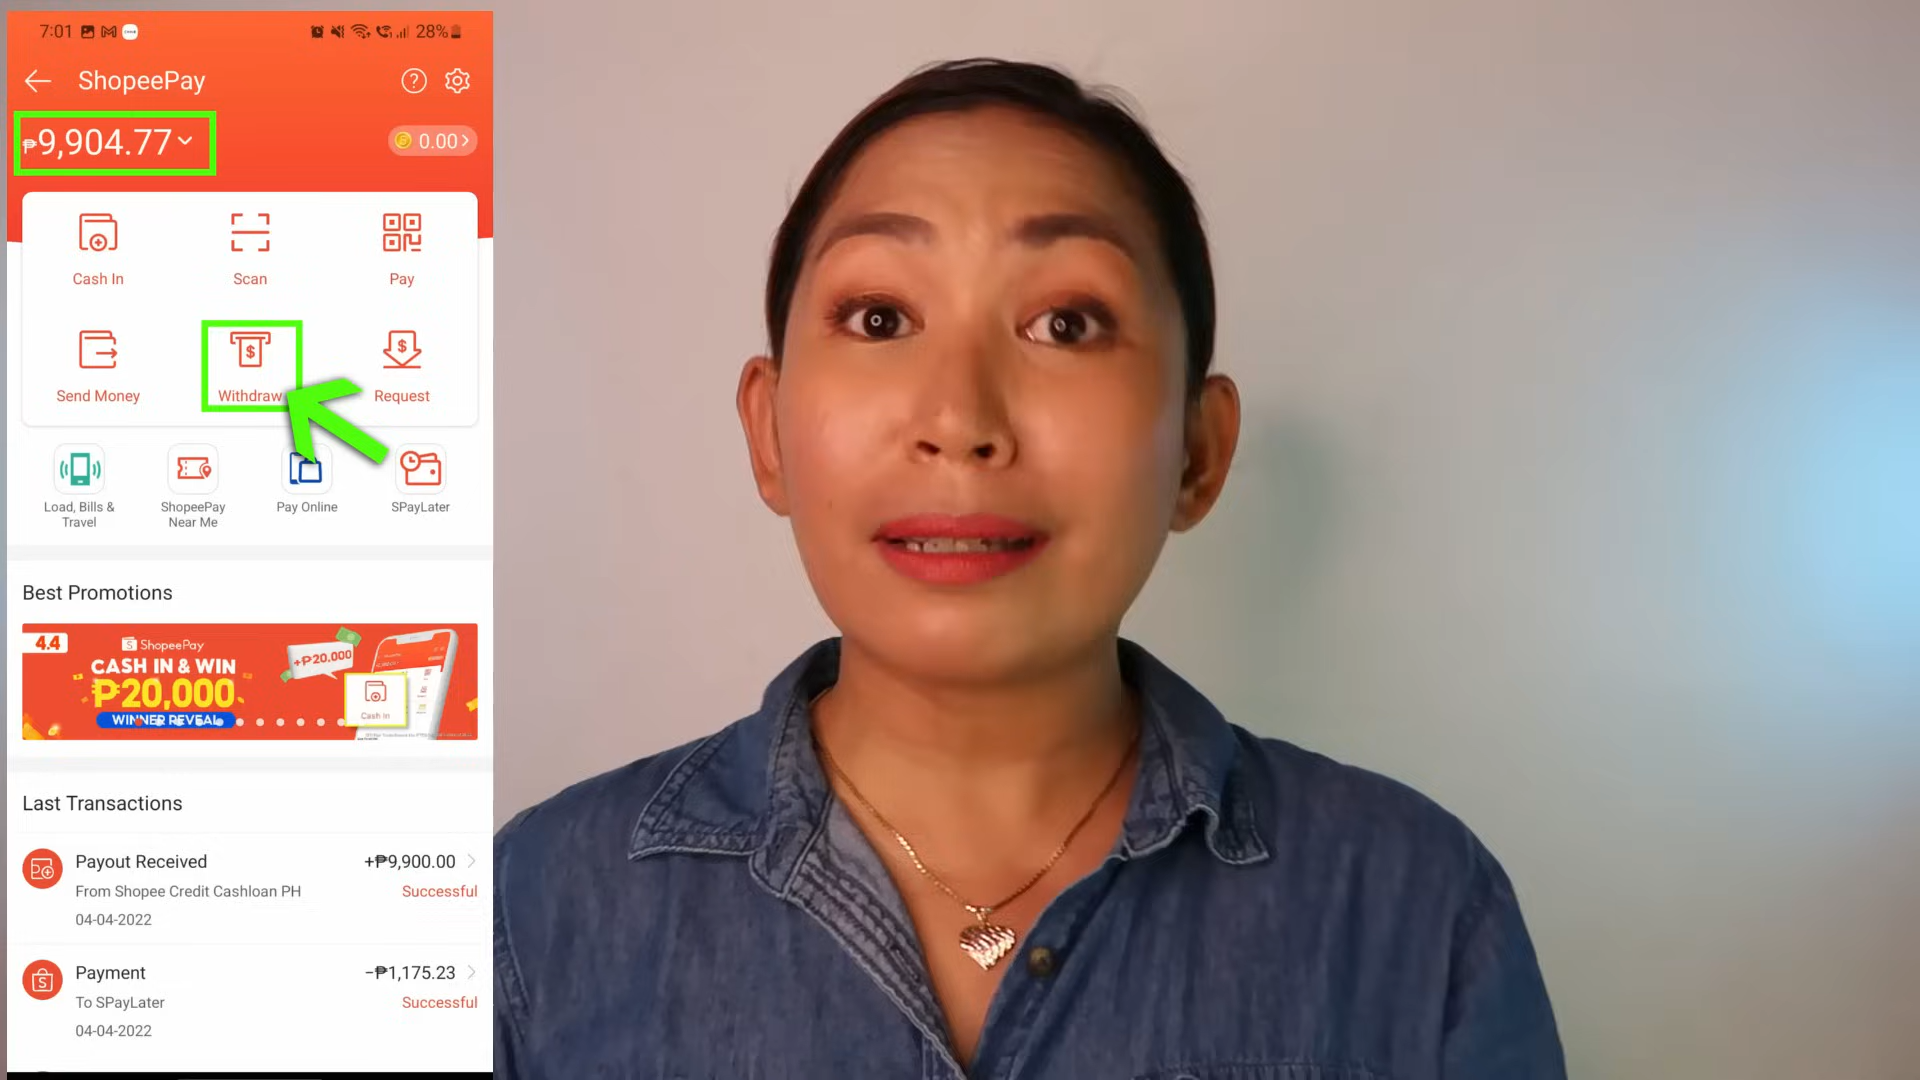 7:01
28%
ShopeePay
₱9,904.77
0.00
Cash In
Scan
Pay
Send Money
Withdraw
Request
Load, Bills & Travel
ShopeePay Near Me
Pay Online
SPayLater
Best Promotions
4.4
ShopeePay
CASH IN & WIN
₱20,000
WINNER REVEAL
+₱20,000
Cash In
Last Transactions
Payout Received
+₱9,900.00
From Shopee Credit Cashloan PH
Successful
04-04-2022
Payment
-₱1,175.23
To SPayLater
Successful
04-04-2022